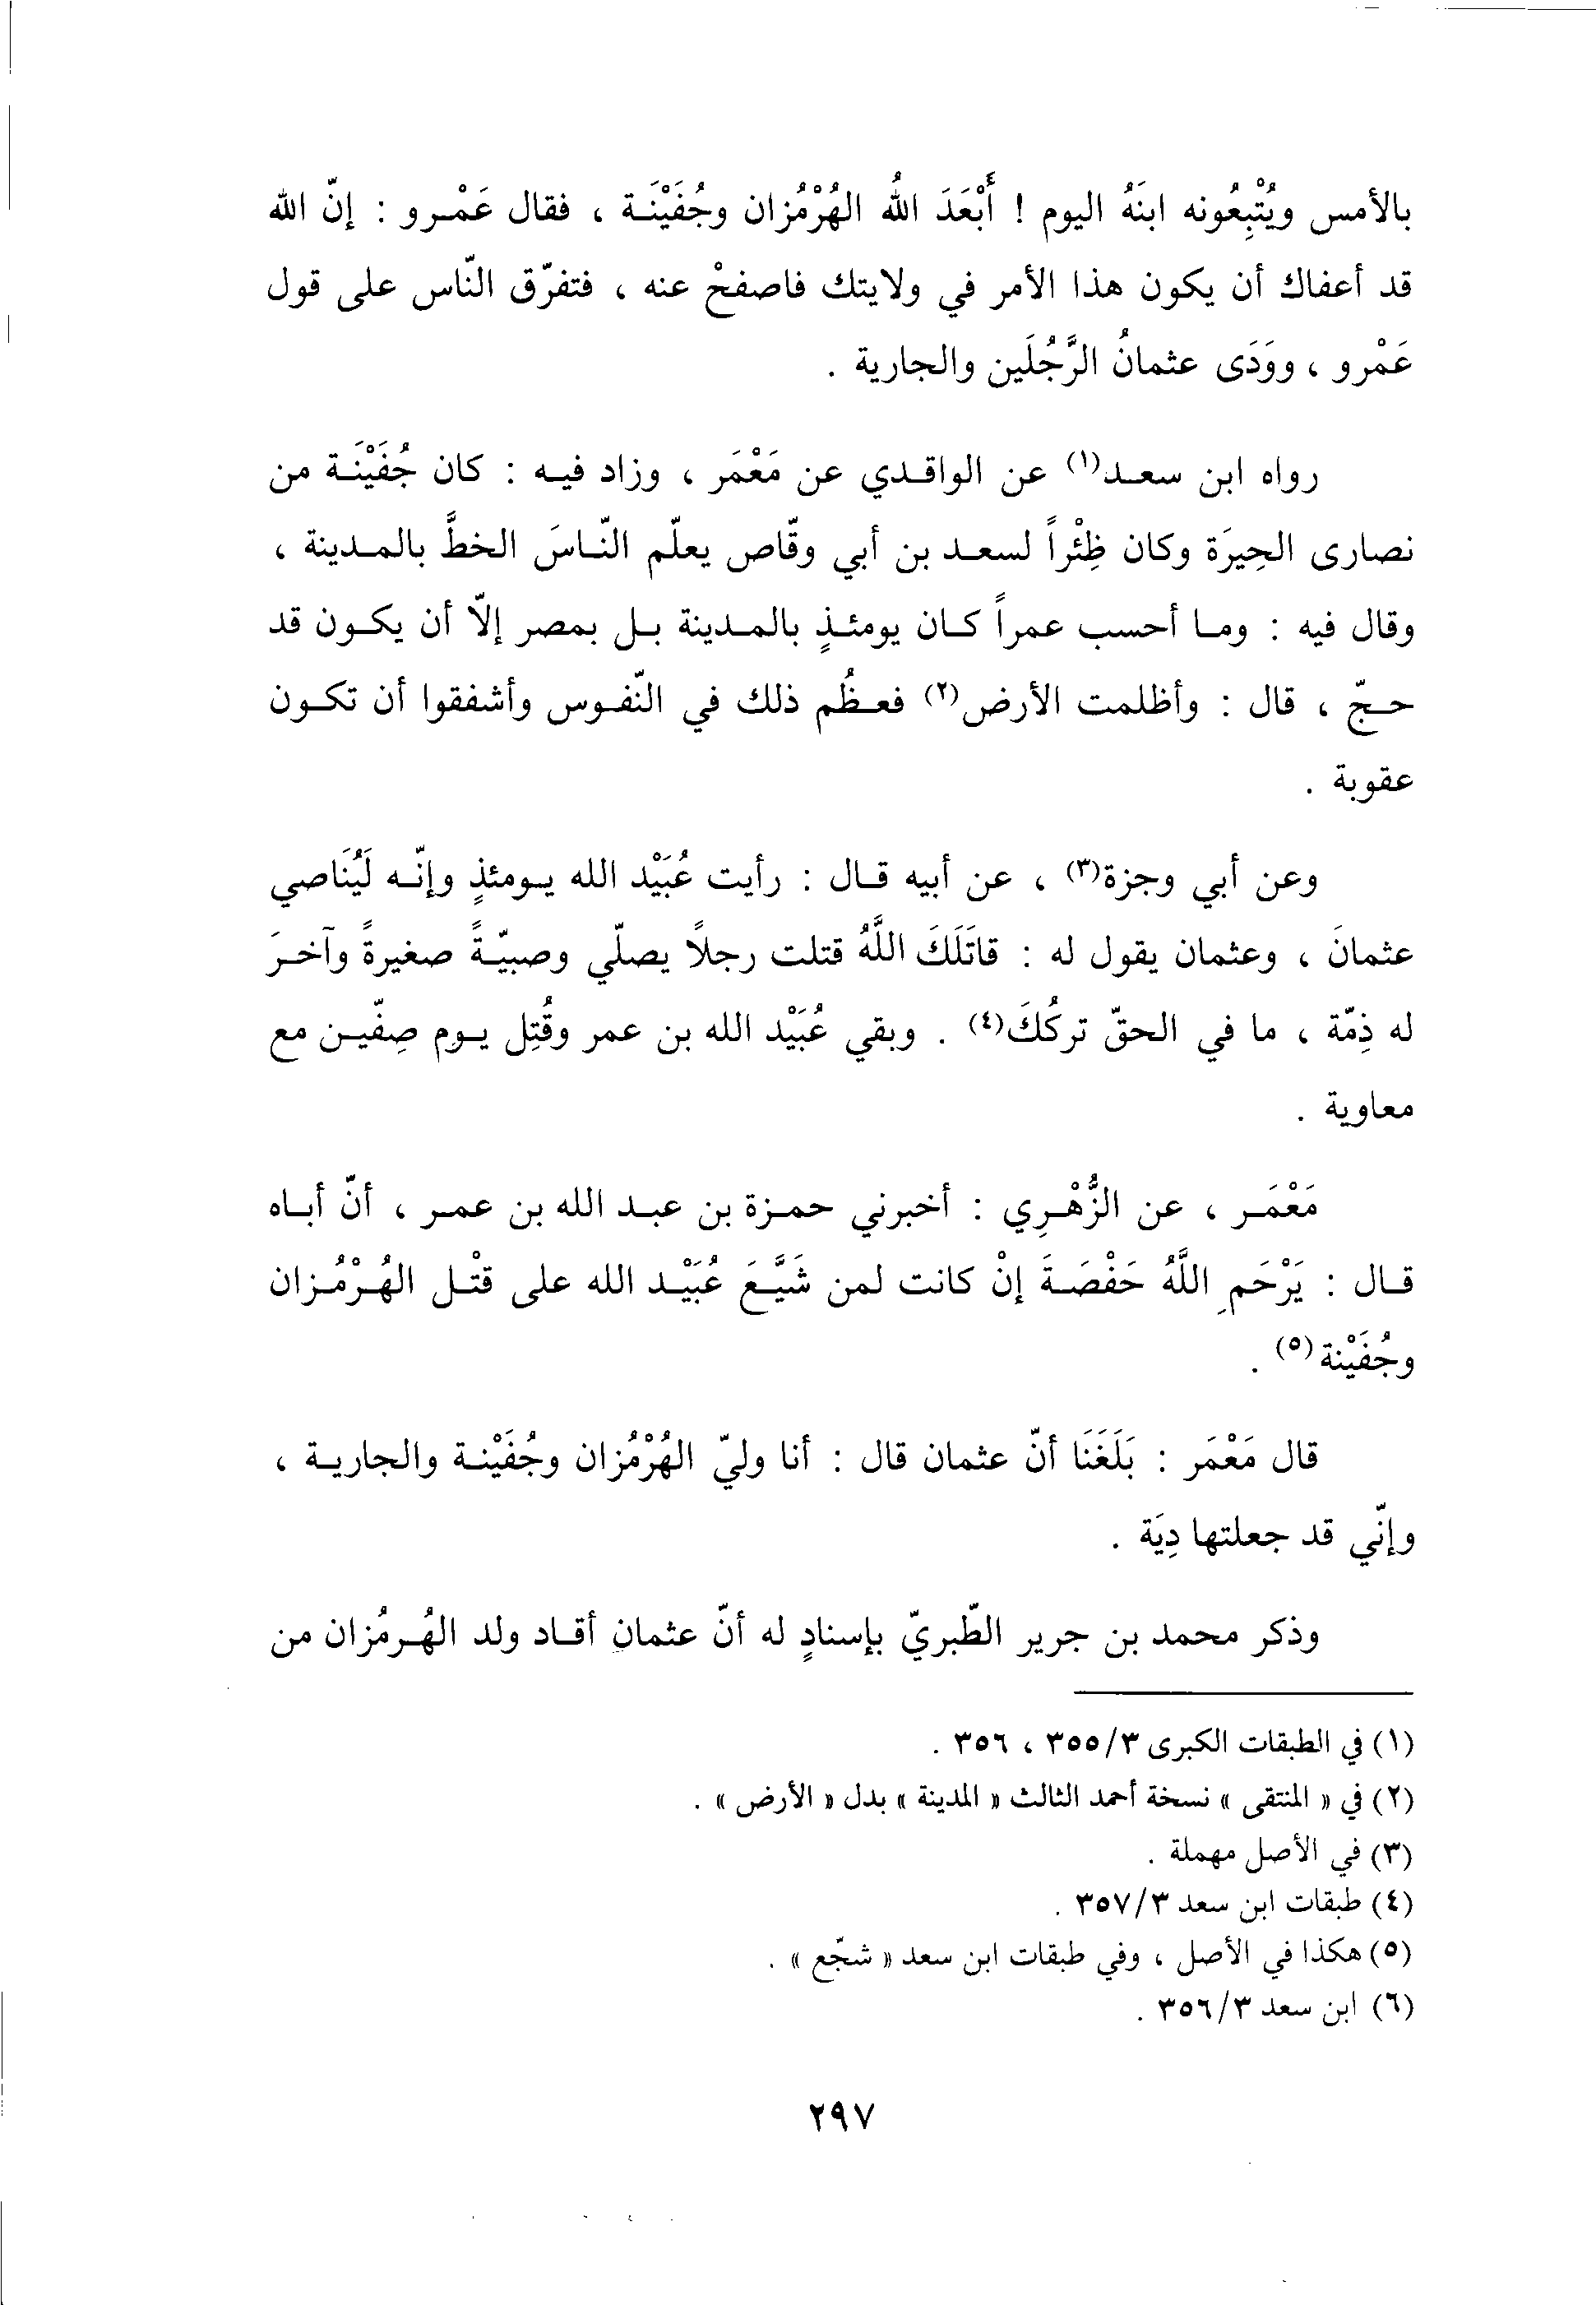 بالأمس ويُتْبِعُونه ابنَهُ اليوم ! أَبْعَدَ اللهُ الهُرْمُزان وجُفَيْنَة ، فقال عَمْرو : إنّ الله
قد أعفاك أن يكون هذا الأمر في ولايتك فاصفحْ عنه ، فتفرّق النّاس على قول
عَمْرو ، ووَدَى عثمانُ الرَّجُلَين والجارية .
رواه ابن سعد(١) عن الواقدي عن مَعْمَر ، وزاد فيه : كان جُفَيْنَة من
نصارى الحِيرَة وكان ظِئْراً لسعد بن أبي وقّاص يعلّم النّاسَ الخطَّ بالمدينة ،
وقال فيه : وما أحسب عمراً كان يومئذٍ بالمدينة بل بمصر إلاّ أن يكون قد
حجّ ، قال : وأظلمت الأرض(٢) فعظُم ذلك في النّفوس وأشفقوا أن تكون
عقوبة .
وعن أبي وجزة(٣) ، عن أبيه قال : رأيت عُبَيْد الله يومئذٍ وإنّه لَيُنَاصي
عثمانَ ، وعثمان يقول له : قاتَلَكَ اللَّهُ قتلت رجلاً يصلّي وصبيّةً صغيرةً وآخرَ
له ذِمّة ، ما في الحقّ تركُكَ(٤) . وبقي عُبَيْد الله بن عمر وقُتِل يوم صِفّين مع
معاوية .
مَعْمَر ، عن الزُّهْرِي : أخبرني حمزة بن عبد الله بن عمر ، أنّ أباه
قال : يَرْحَمِ اللَّهُ حَفْصَةَ إنْ كانت لمن شَيَّعَ عُبَيْد الله على قتْل الهُرْمُزان
وجُفَيْنة(٥) .
قال مَعْمَر : بَلَغَنَا أنّ عثمان قال : أنا وليّ الهُرْمُزان وجُفَيْنة والجارية ،
وإنّي قد جعلتها دِيَة .
وذكر محمد بن جرير الطّبريّ بإسنادٍ له أنّ عثمان أقاد ولد الهُرمُزان من
(١) في الطبقات الكبرى ٣٥٥/٣ ، ٣٥٦ .
(٢) في « المنتقى » نسخة أحمد الثالث « المدينة » بدل « الأرض » .
(٣) في الأصل مهملة .
(٤) طبقات ابن سعد ٣٥٧/٣ .
(٥) هكذا في الأصل ، وفي طبقات ابن سعد « شجّع » .
(٦) ابن سعد ٣٥٦/٣ .
٢٩٧